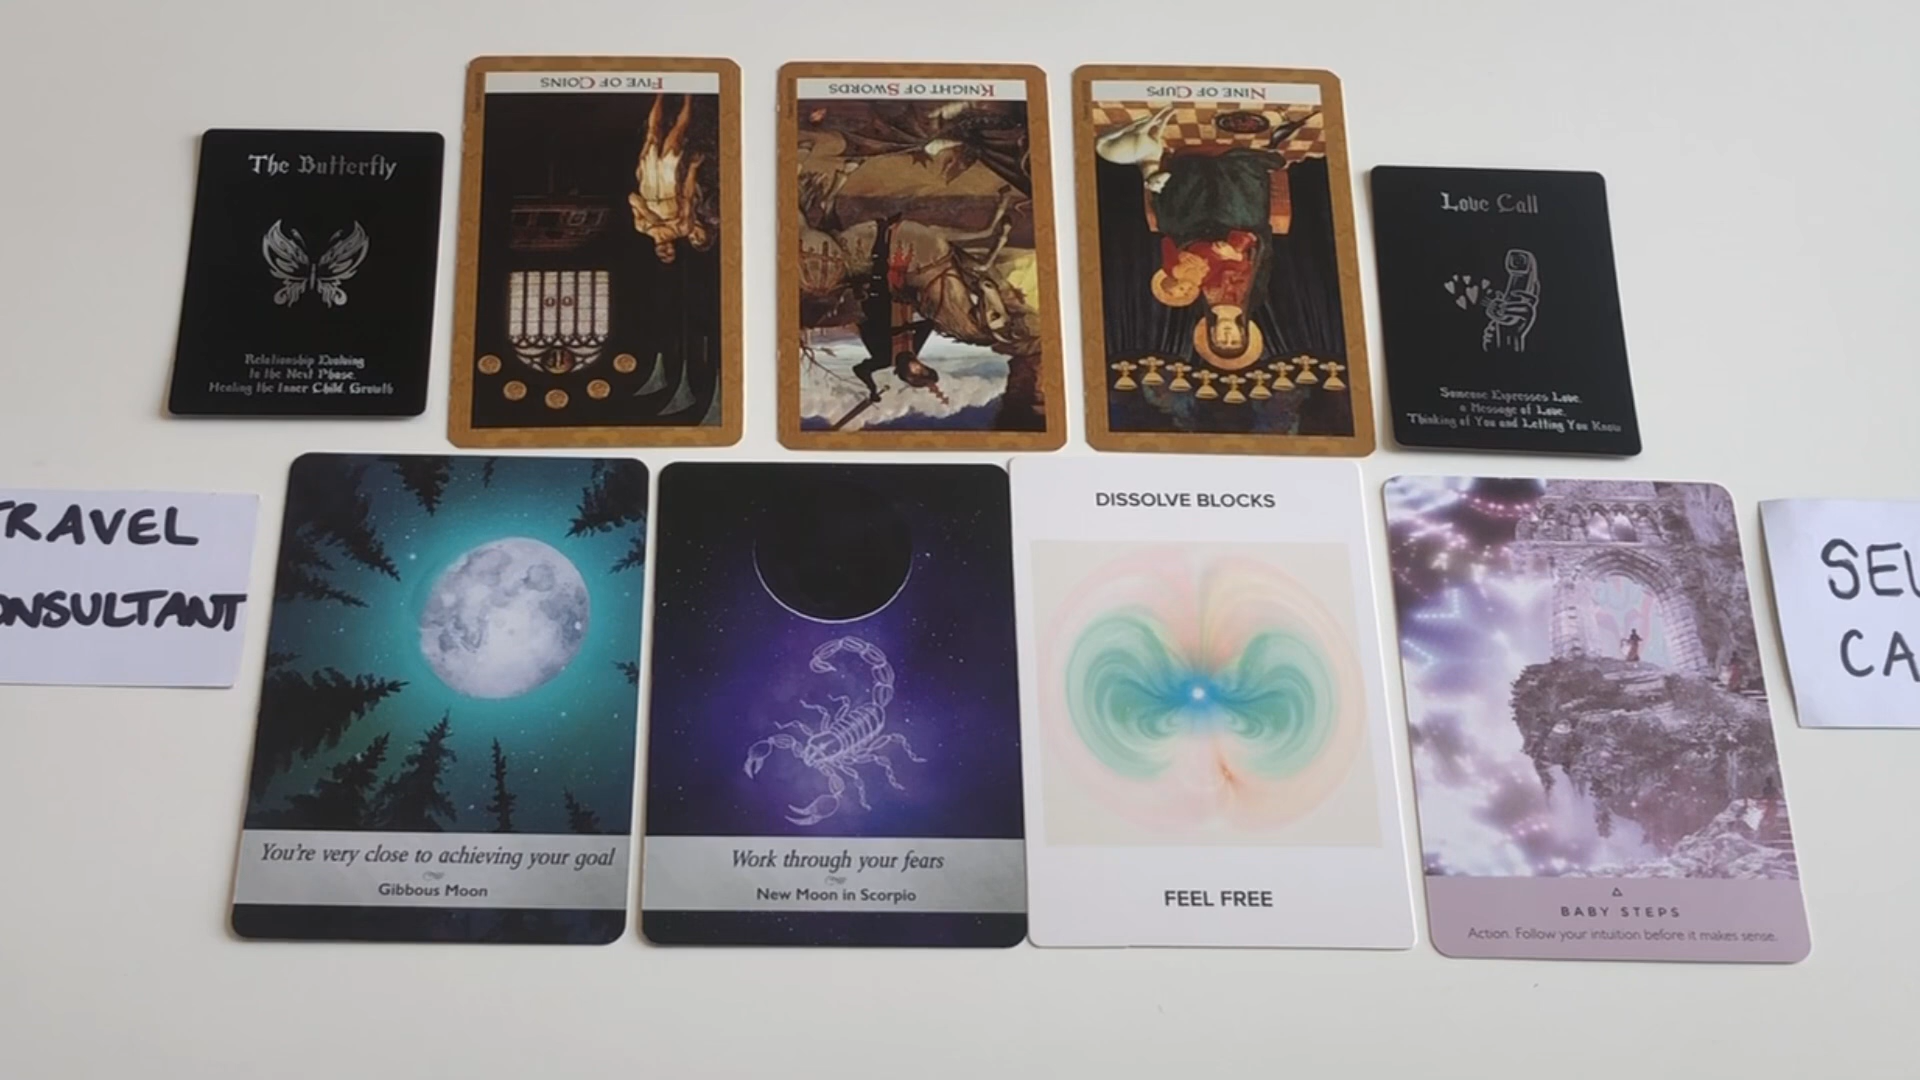 FIVE OF COINS
KNIGHT OF SWORDS
NINE OF CUPS
The Butterfly
Relationship Evolving
to the Next Phase.
Healing the Inner Child. Growth
Love Call
Someone Expresses Love.
a Message of Love.
Thinking of You and Letting You Know
TRAVEL
ONSULTANT
You're very close to achieving your goal
Gibbous Moon
Work through your fears
New Moon in Scorpio
DISSOLVE BLOCKS
FEEL FREE
BABY STEPS
Action: Follow your intuition before it makes sense.
SEL
CA